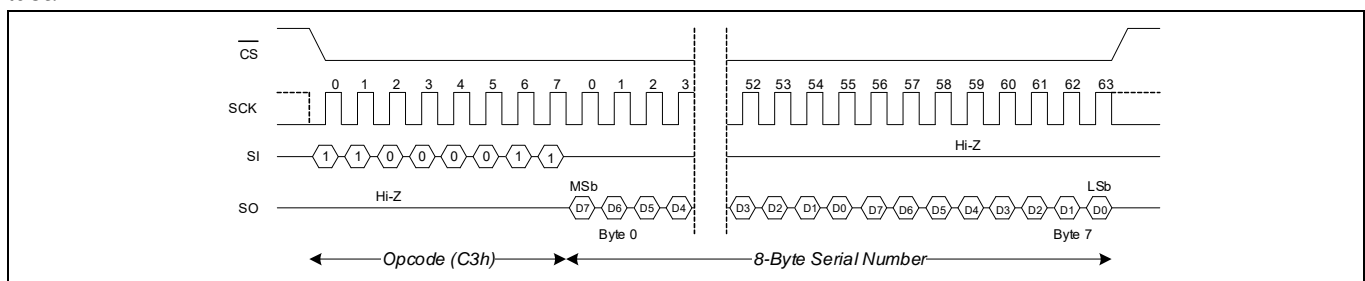 CS
0 1 2 3 4 5 6 7 0 1 2 3 52 53 54 55 56 57 58 59 60 61 62 63
SCK
Hi-Z
SI 1 1 0 0 0 0 1 1
Hi-Z MSb LSb
SO D7 D6 D5 D4 D3 D2 D1 D0 D7 D6 D5 D4 D3 D2 D1 D0
Byte 0 Byte 7
Opcode (C3h) 8-Byte Serial Number